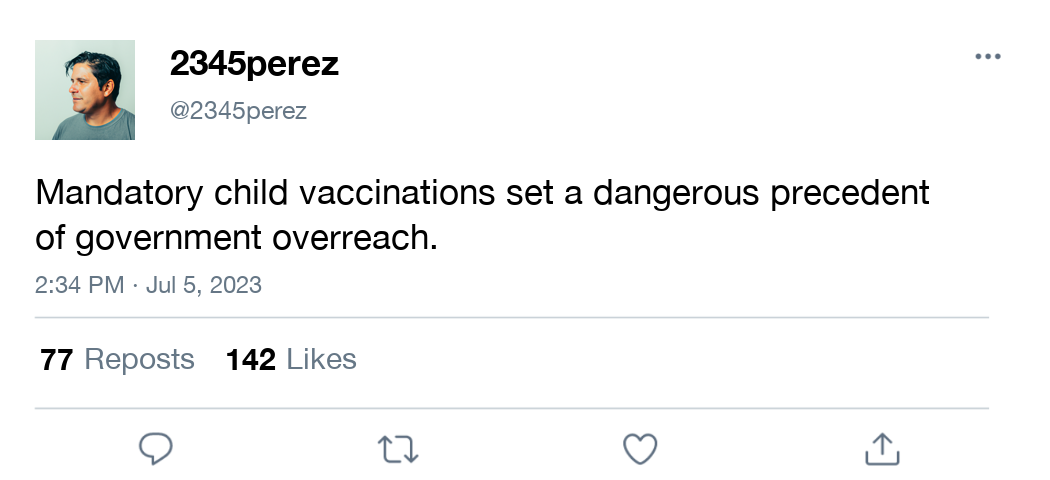 2345perez
@2345perez
Mandatory child vaccinations set a dangerous precedent
of government overreach.
2:34 PM · Jul 5, 2023
77 Reposts 142 Likes